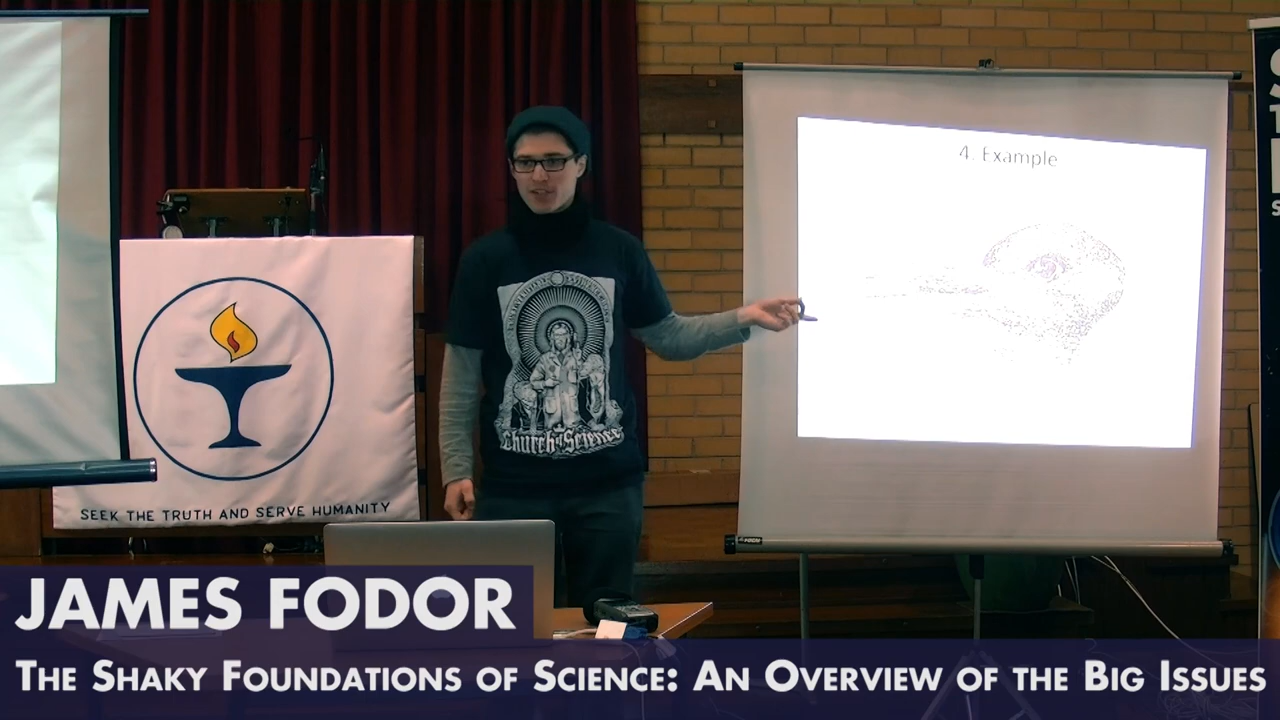 4. Example
Church of Science
SEEK THE TRUTH AND SERVE HUMANITY
JAMES FODOR
THE SHAKY FOUNDATIONS OF SCIENCE: AN OVERVIEW OF THE BIG ISSUES